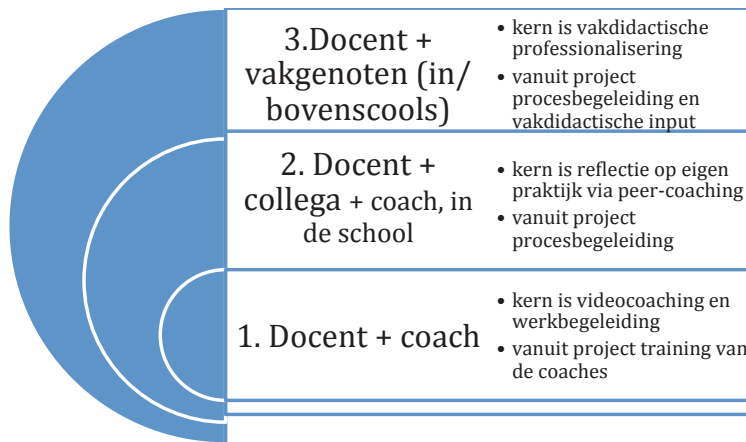 3.Docent +
vakgenoten (in/
bovenscools)
• kern is vakdidactische
professionalisering
• vanuit project
procesbegeleiding en
vakdidactische input
2. Docent +
collega + coach, in
de school
• kern is reflectie op eigen
praktijk via peer-coaching
• vanuit project
procesbegeleiding
1. Docent + coach
• kern is videocoaching en
werkbegeleiding
• vanuit project training van
de coaches